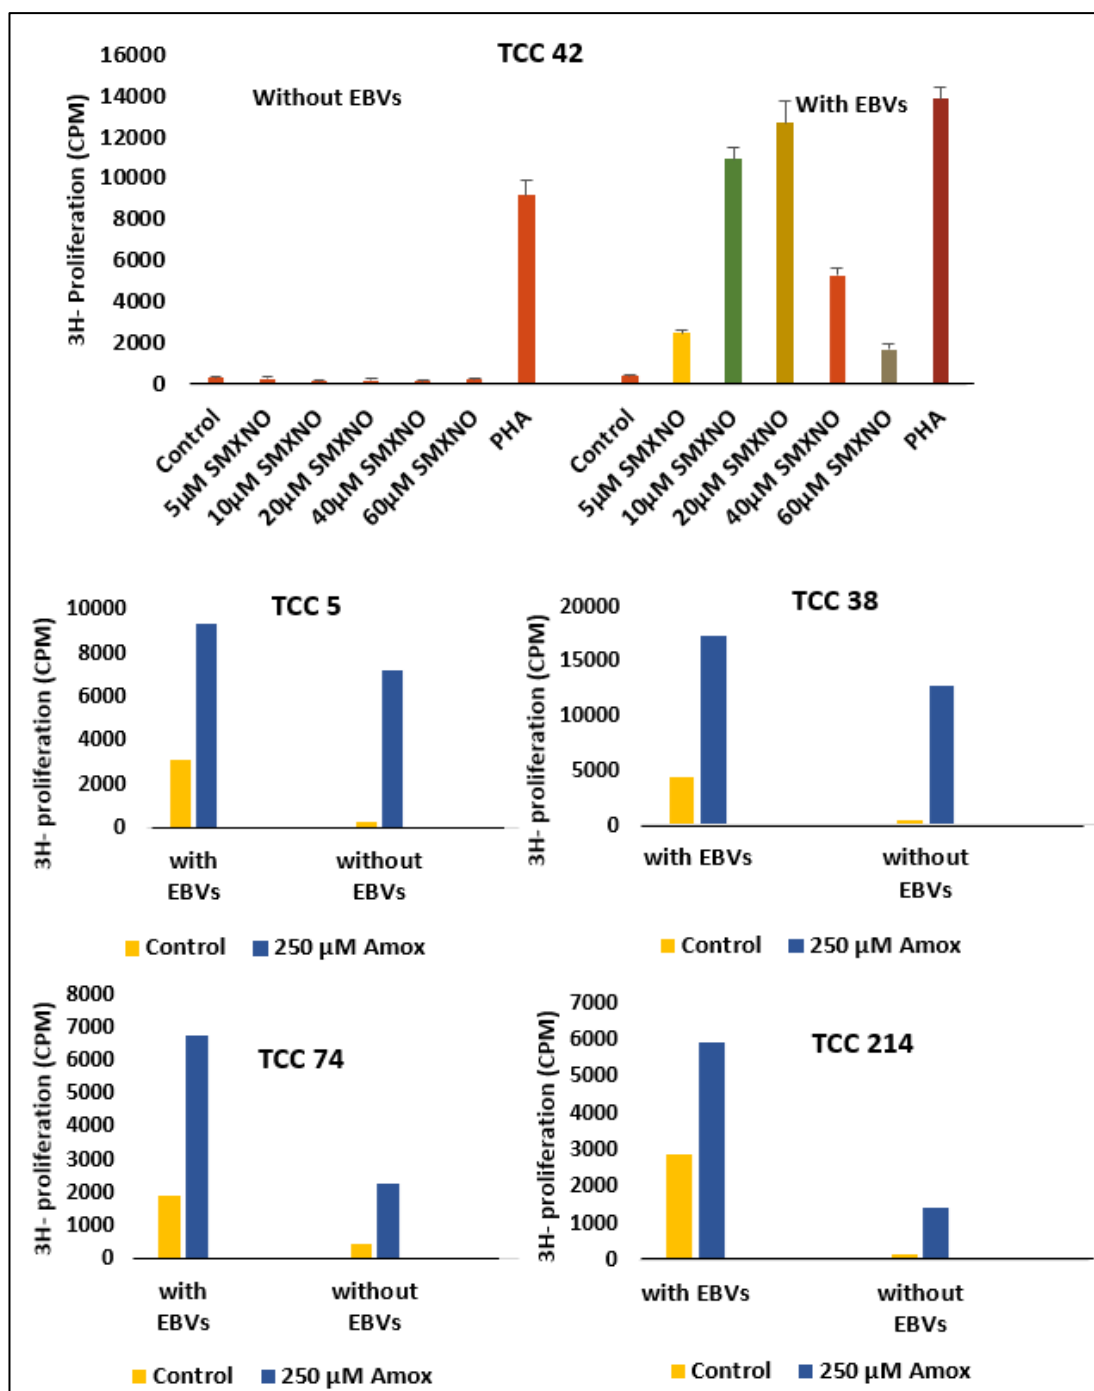 TCC 42
Without EBVs
With EBVs
3H- Proliferation (CPM)
16000
14000
12000
10000
8000
6000
4000
2000
0
Control
5µM SMXNO
10µM SMXNO
20µM SMXNO
40µM SMXNO
60µM SMXNO
PHA
Control
5µM SMXNO
10µM SMXNO
20µM SMXNO
40µM SMXNO
60µM SMXNO
PHA
TCC 5
3H- proliferation (CPM)
10000
8000
6000
4000
2000
0
with
EBVs
without
EBVs
Control
250 µM Amox
TCC 38
3H- proliferation (CPM)
20000
15000
10000
5000
0
with EBVs
without
EBVs
Control
250 µM Amox
TCC 74
3H- proliferation (CPM)
8000
7000
6000
5000
4000
3000
2000
1000
0
with
EBVs
without
EBVs
Control
250 µM Amox
TCC 214
3H- proliferation (CPM)
7000
6000
5000
4000
3000
2000
1000
0
with EBVs
without
EBVs
Control
250 µM Amox